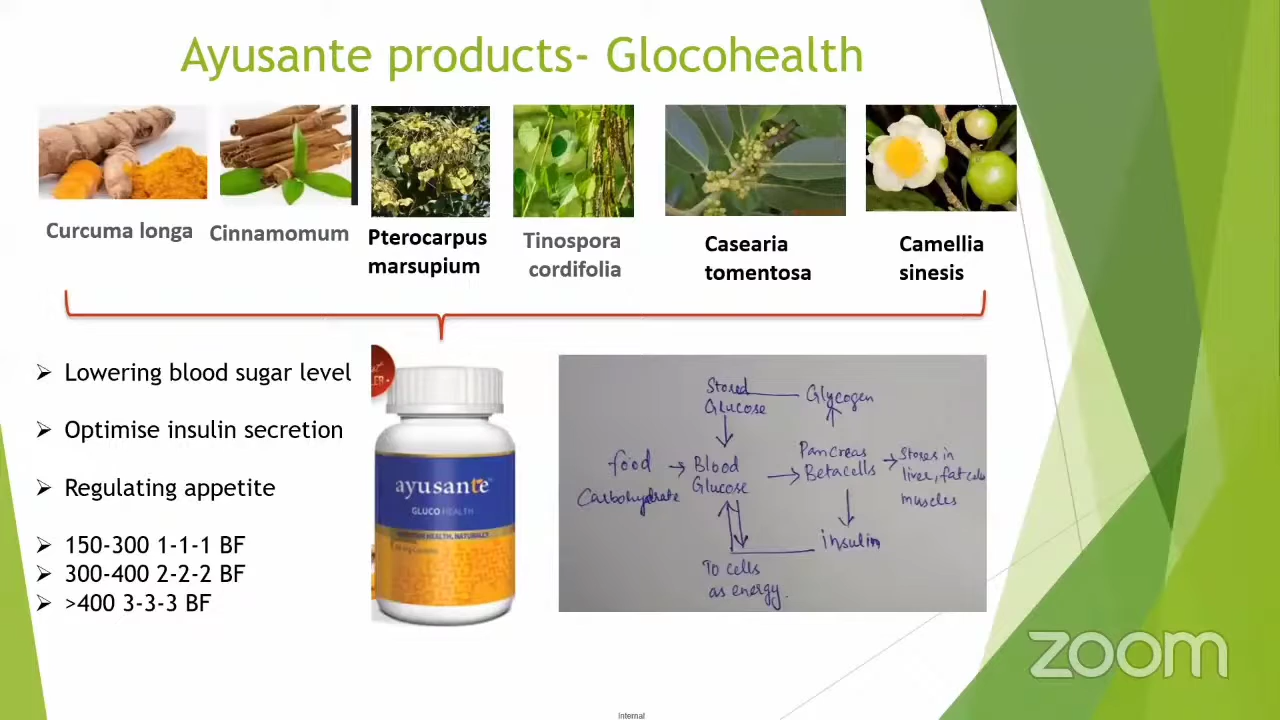 Ayusante products- Glocohealth
Curcuma longa
Cinnamomum
Pterocarpus
marsupium
Tinospora
cordifolia
Casearia
tomentosa
Camellia
sinesis
➤ Lowering blood sugar level
➤ Optimise insulin secretion
➤ Regulating appetite
➤ 150-300 1-1-1 BF
➤ 300-400 2-2-2 BF
➤ >400 3-3-3 BF
ayusante
GLUCO HEALTH
HEALTH, NATURALLY
Stored
Glucose
Glycogen
food
Carbohydrate
Blood
Glucose
Pancreas
Betacells
Stores in
liver, fat cells
muscles
insulin
To cells
as energy.
zoom
Internal